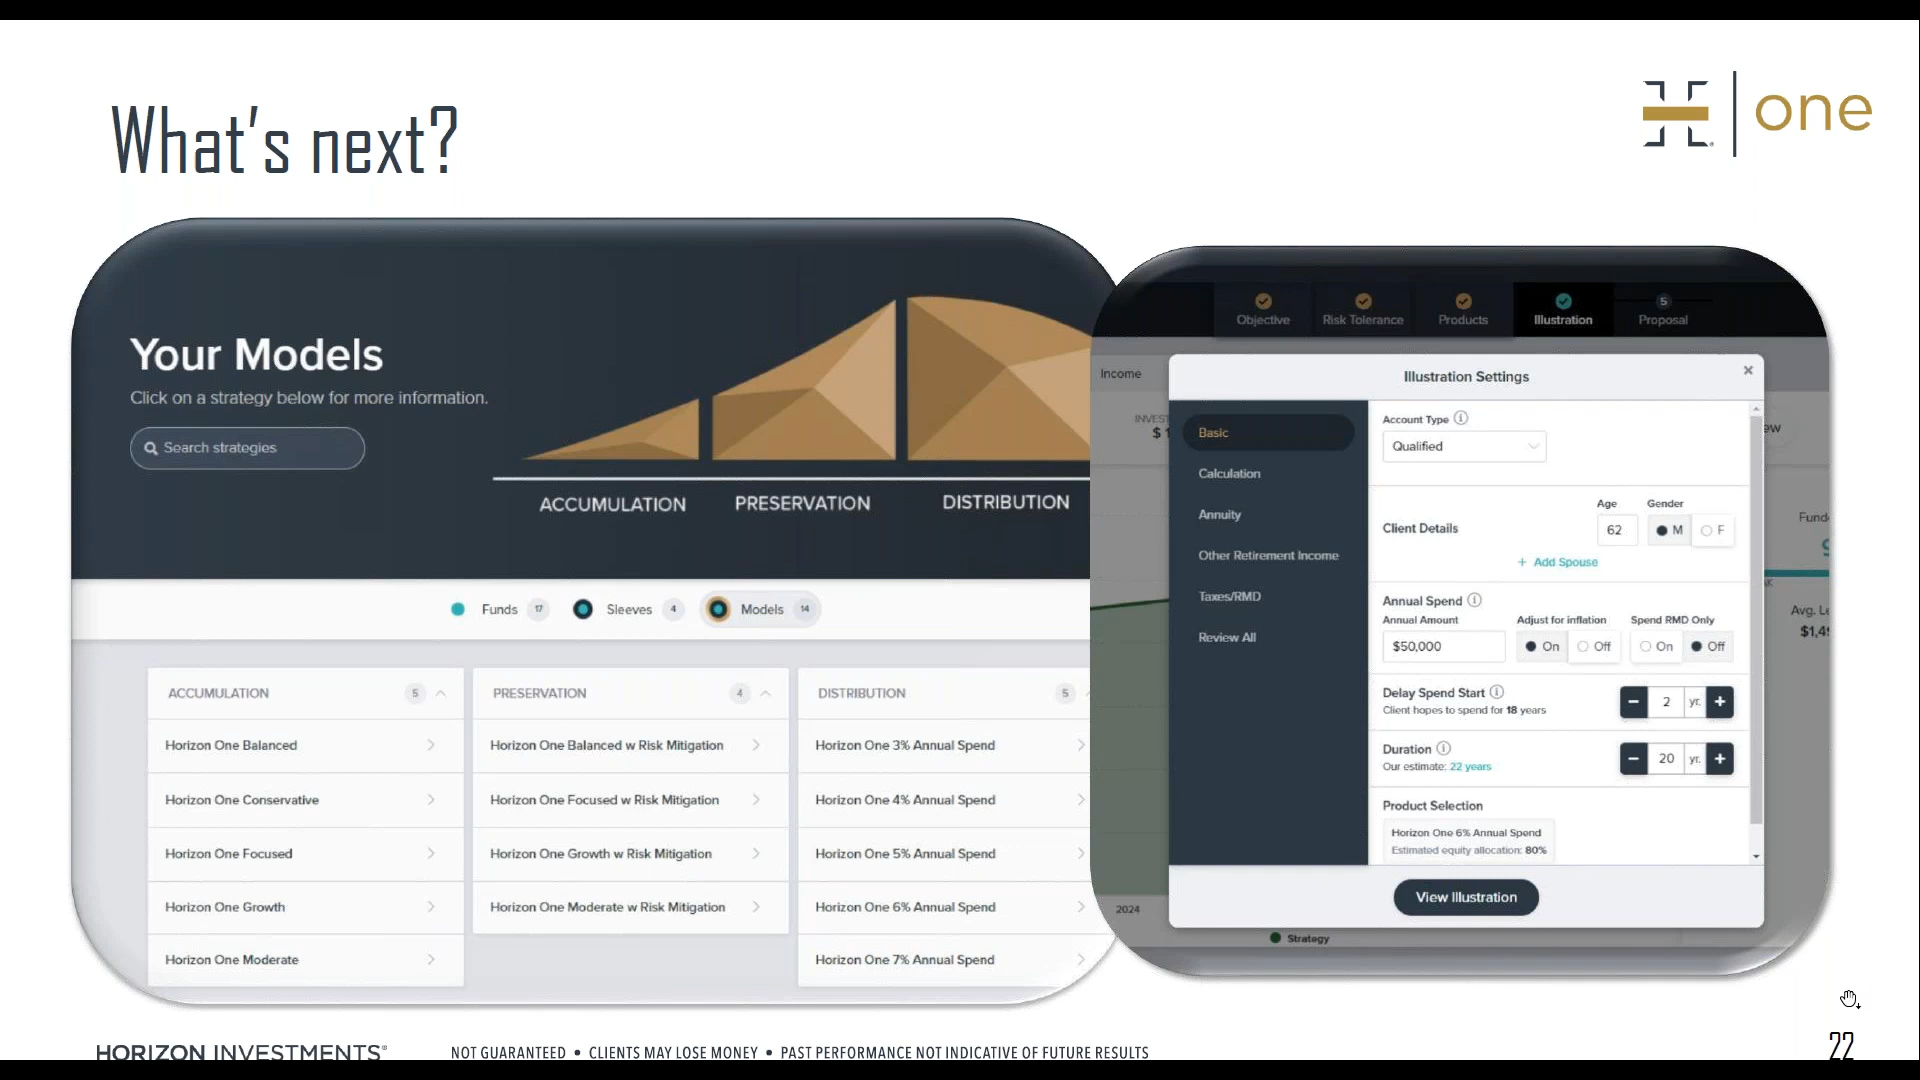 What's next?
one
Your Models
Click on a strategy below for more information.
Search strategies
ACCUMULATION
PRESERVATION
DISTRIBUTION
Funds 17
Sleeves 4
Models 14
ACCUMULATION 5
Horizon One Balanced
Horizon One Conservative
Horizon One Focused
Horizon One Growth
Horizon One Moderate
PRESERVATION 4
Horizon One Balanced w Risk Mitigation
Horizon One Focused w Risk Mitigation
Horizon One Growth w Risk Mitigation
Horizon One Moderate w Risk Mitigation
DISTRIBUTION 5
Horizon One 3% Annual Spend
Horizon One 4% Annual Spend
Horizon One 5% Annual Spend
Horizon One 6% Annual Spend
Horizon One 7% Annual Spend
Objective
Risk Tolerance
Products
Illustration
5
Proposal
Income
INVEST
$ 1
Illustration Settings
Basic
Calculation
Annuity
Other Retirement Income
Taxes/RMD
Review All
Account Type
Qualified
Client Details
Age
62
Gender
M F
+ Add Spouse
Annual Spend
Annual Amount
$50,000
Adjust for inflation
On Off
Spend RMD Only
On Off
Delay Spend Start
Client hopes to spend for 18 years
− 2 yr. +
Duration
Our estimate: 22 years
− 20 yr. +
Product Selection
Horizon One 6% Annual Spend
Estimated equity allocation: 80%
View Illustration
ew
Fund
Avg. Le
$1,49
2024
Strategy
HORIZON INVESTMENTS®
NOT GUARANTEED • CLIENTS MAY LOSE MONEY • PAST PERFORMANCE NOT INDICATIVE OF FUTURE RESULTS
22